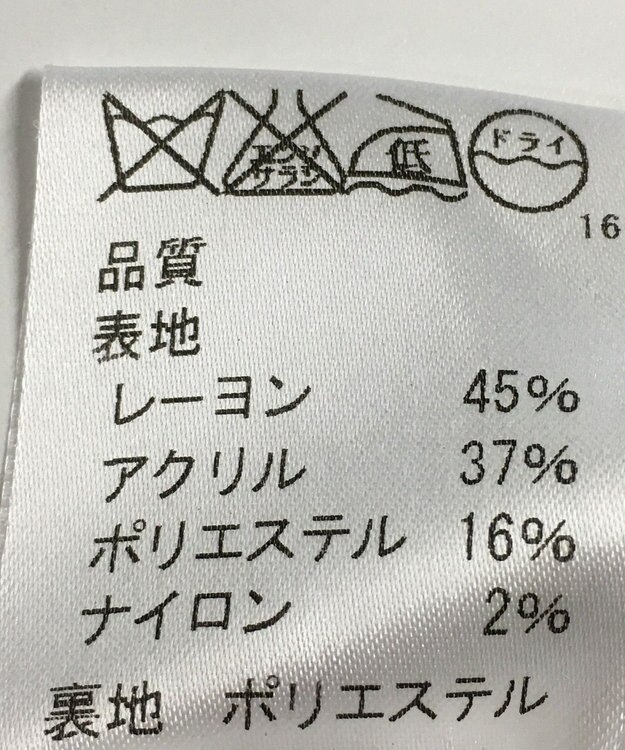 エンソ
サラシ
低
ドライ
16
品質
表地
レーヨン 45%
アクリル 37%
ポリエステル 16%
ナイロン 2%
裏地 ポリエステル